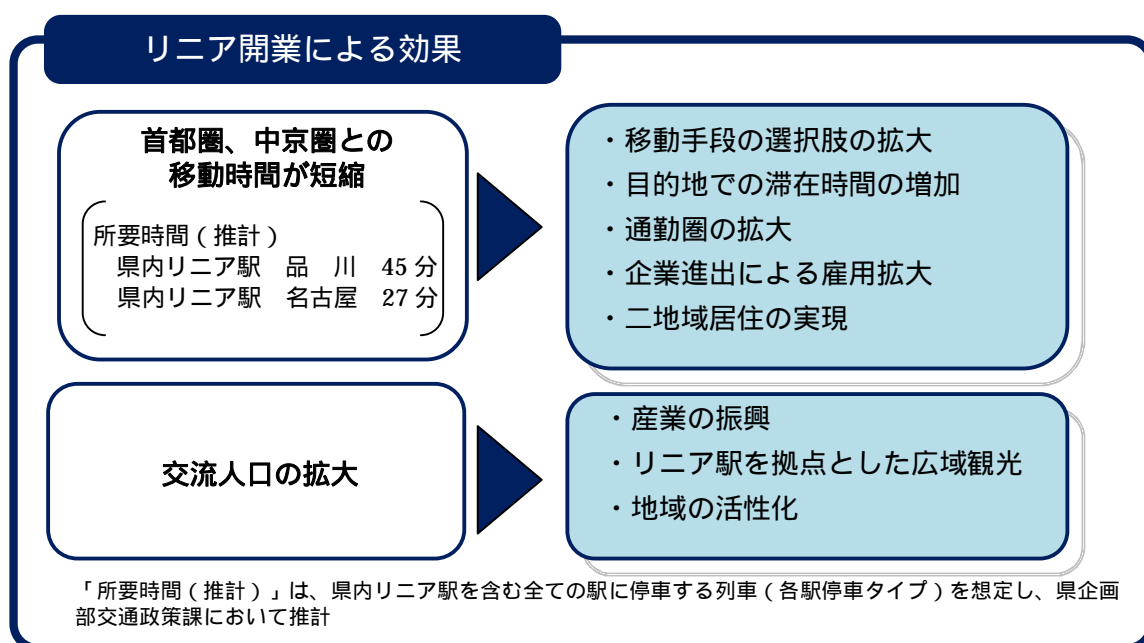 リニア開業による効果
首都圏、中京圏との
移動時間が短縮
所要時間(推計)
県内リニア駅　品　川　45 分
県内リニア駅　名古屋　27 分
・移動手段の選択肢の拡大
・目的地での滞在時間の増加
・通勤圏の拡大
・企業進出による雇用拡大
・二地域居住の実現
交流人口の拡大
・産業の振興
・リニア駅を拠点とした広域観光
・地域の活性化
「所要時間(推計)」は、県内リニア駅を含む全ての駅に停車する列車(各駅停車タイプ)を想定し、県企画
部交通政策課において推計